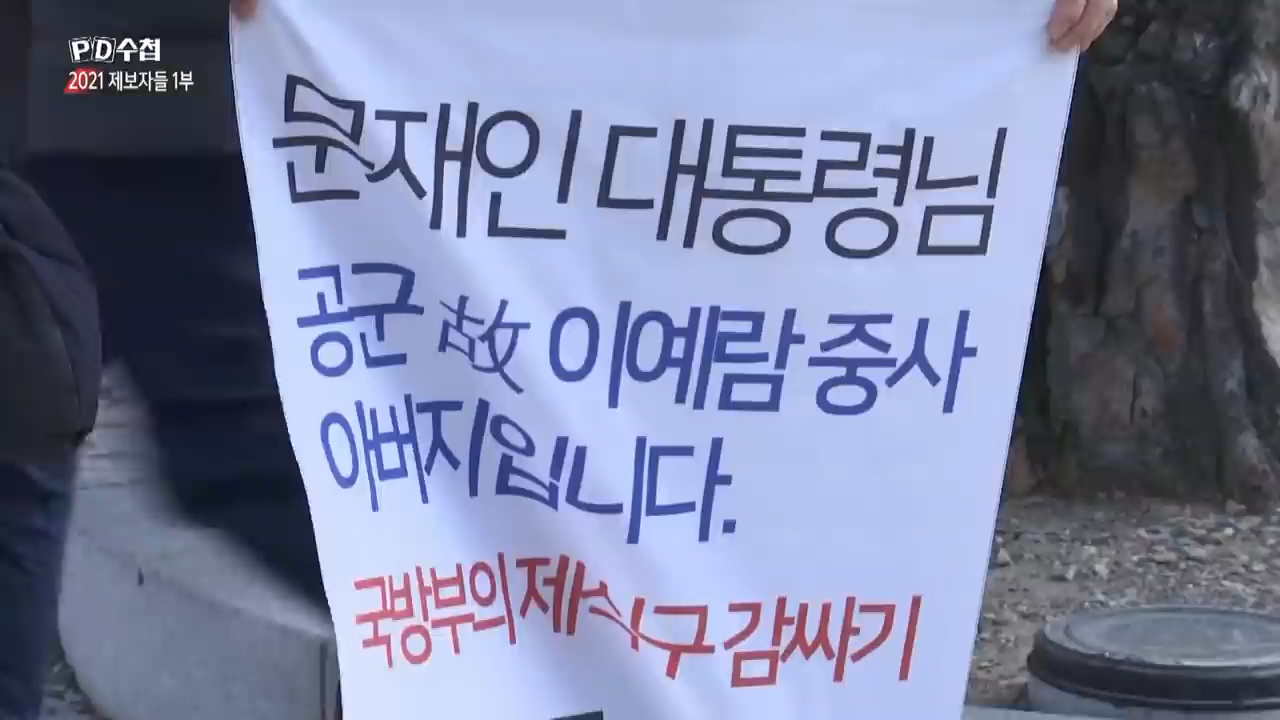 PD수첩
2021 제보자들 1부
문재인 대통령님
공군 故 이예람 중사
아빠지입니다.
국방부의 제식구 감싸기